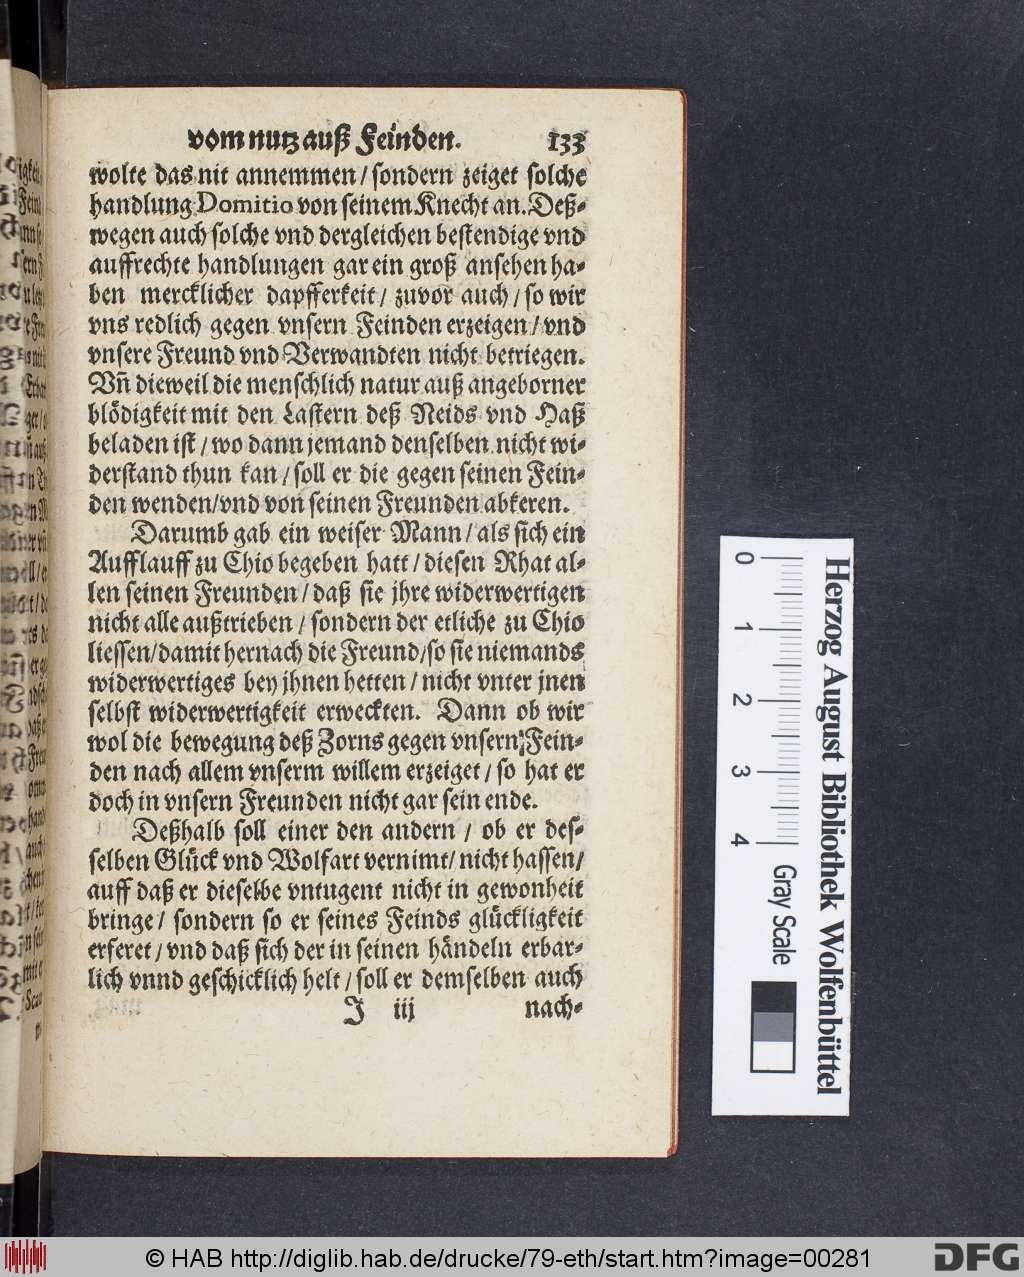 vom nutz auß Feinden. 133
wolte das nit annemmen / sondern zeiget solche
handlung Domitio von seinem Knecht an. Deß-
wegen auch solche vnd dergleichen bestendige vnd
auffrechte handlungen gar ein groß ansehen ha-
ben mercklicher dapfferkeit / zuvor auch / so wir
vns redlich gegen vnsern Feinden erzeigen / vnd
vnsere Freund vnd Verwandten nicht betriegen.
Vñ dieweil die menschlich natur auß angeborner
blödigkeit mit den Lastern deß Neids vnd Haß
beladen ist / wo dann jemand denselben nicht wi-
derstand thun kan / soll er die gegen seinen Fein-
den wenden/vnd von seinen Freunden abkeren.
Darumb gab ein weiser Mann / als sich ein
Aufflauff zu Chio begeben hatt / diesen Rhat al-
len seinen Freunden / daß sie jhre widerwertigen
nicht alle außtrieben / sondern der etliche zu Chio
liessen/damit hernach die Freund/so sie niemands
widerwertiges bey jhnen hetten / nicht vnter jnen
selbst widerwertigkeit erweckten. Dann ob wir
wol die bewegung deß Zorns gegen vnsern Fein-
den nach allem vnserm willem erzeiget / so hat er
doch in vnsern Freunden nicht gar sein ende.
Deßhalb soll einer den andern / ob er des-
selben Glück vnd Wolfart vernimt/ nicht hassen/
auff daß er dieselbe vntugent nicht in gewonheit
bringe / sondern so er seines Feinds glückligkeit
erferet / vnd daß sich der in seinen händeln erbar-
lich vnnd geschicklich helt / soll er demselben auch
J iij nach-
Herzog August Bibliothek Wolfenbüttel
0 1 2 3 4
Gray Scale
© HAB http://diglib.hab.de/drucke/79-eth/start.htm?image=00281
DFG